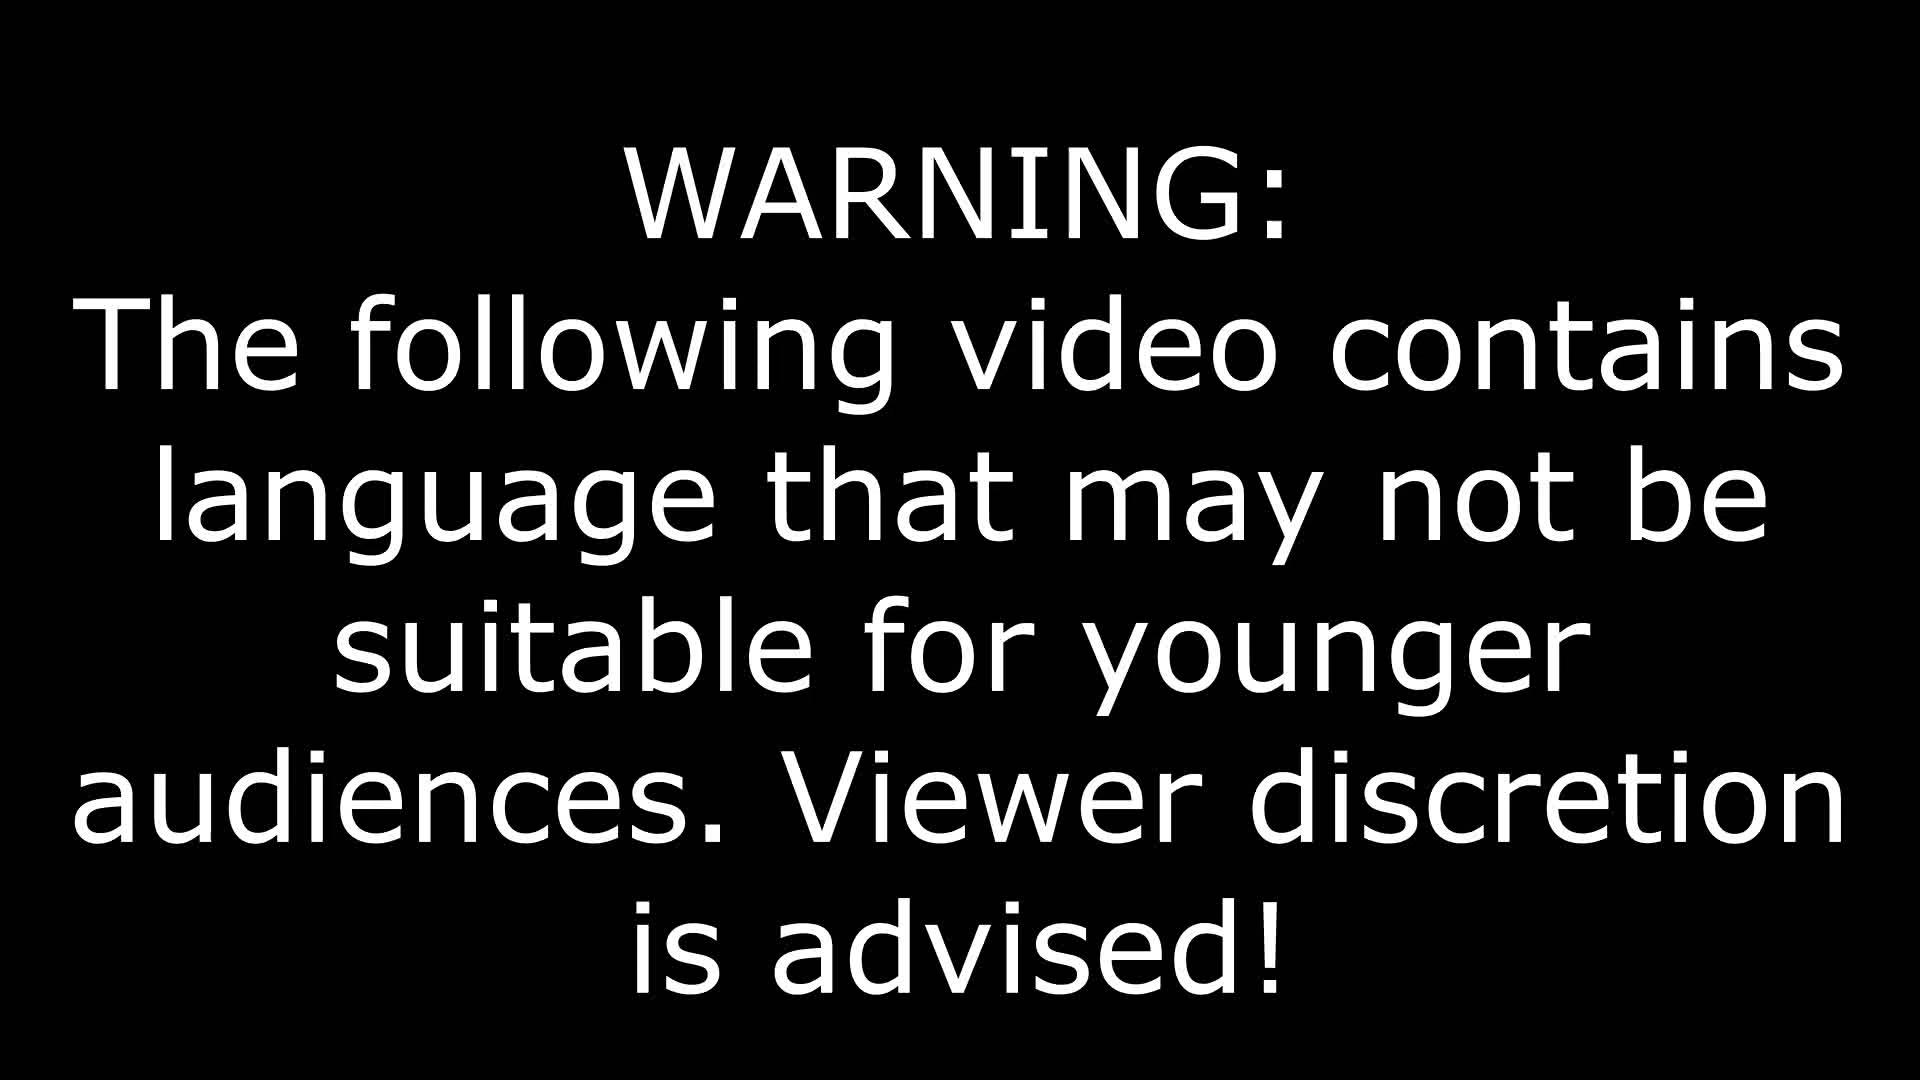 WARNING:
The following video contains
language that may not be
suitable for younger
audiences. Viewer discretion
is advised!